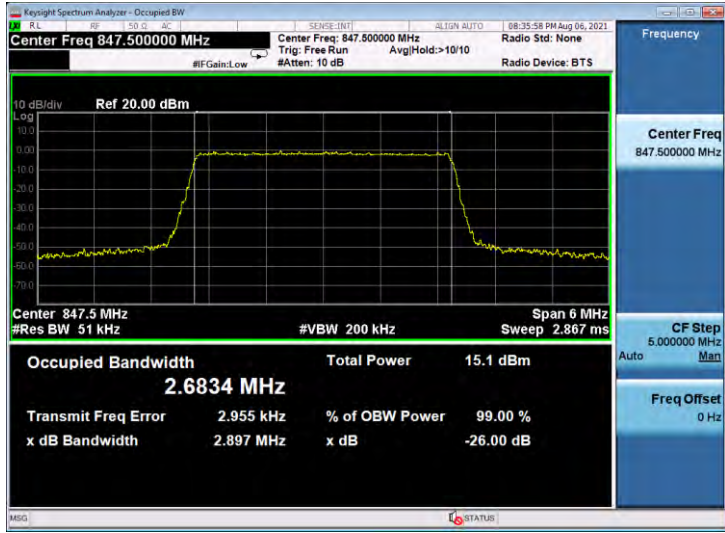 Keysight Spectrum Analyzer - Occupied BW
RL RF 50 Ω AC SENSE:INT ALIGN AUTO 08:35:58 PM Aug 06, 2021
Center Freq 847.500000 MHz
Center Freq: 847.500000 MHz
Radio Std: None
Trig: Free Run Avg|Hold:>10/10
#IFGain:Low
#Atten: 10 dB
Radio Device: BTS
Frequency
10 dB/div Ref 20.00 dBm
Log
10.0
0.00
-10.0
-20.0
-30.0
-40.0
-50.0
-60.0
-70.0
Center 847.5 MHz
Span 6 MHz
#Res BW 51 kHz
#VBW 200 kHz
Sweep 2.867 ms
Occupied Bandwidth
2.6834 MHz
Total Power 15.1 dBm
Transmit Freq Error 2.955 kHz
% of OBW Power 99.00 %
x dB Bandwidth 2.897 MHz
x dB -26.00 dB
Center Freq
847.500000 MHz
CF Step
5.000000 MHz
Auto Man
Freq Offset
0 Hz
MSG
STATUS